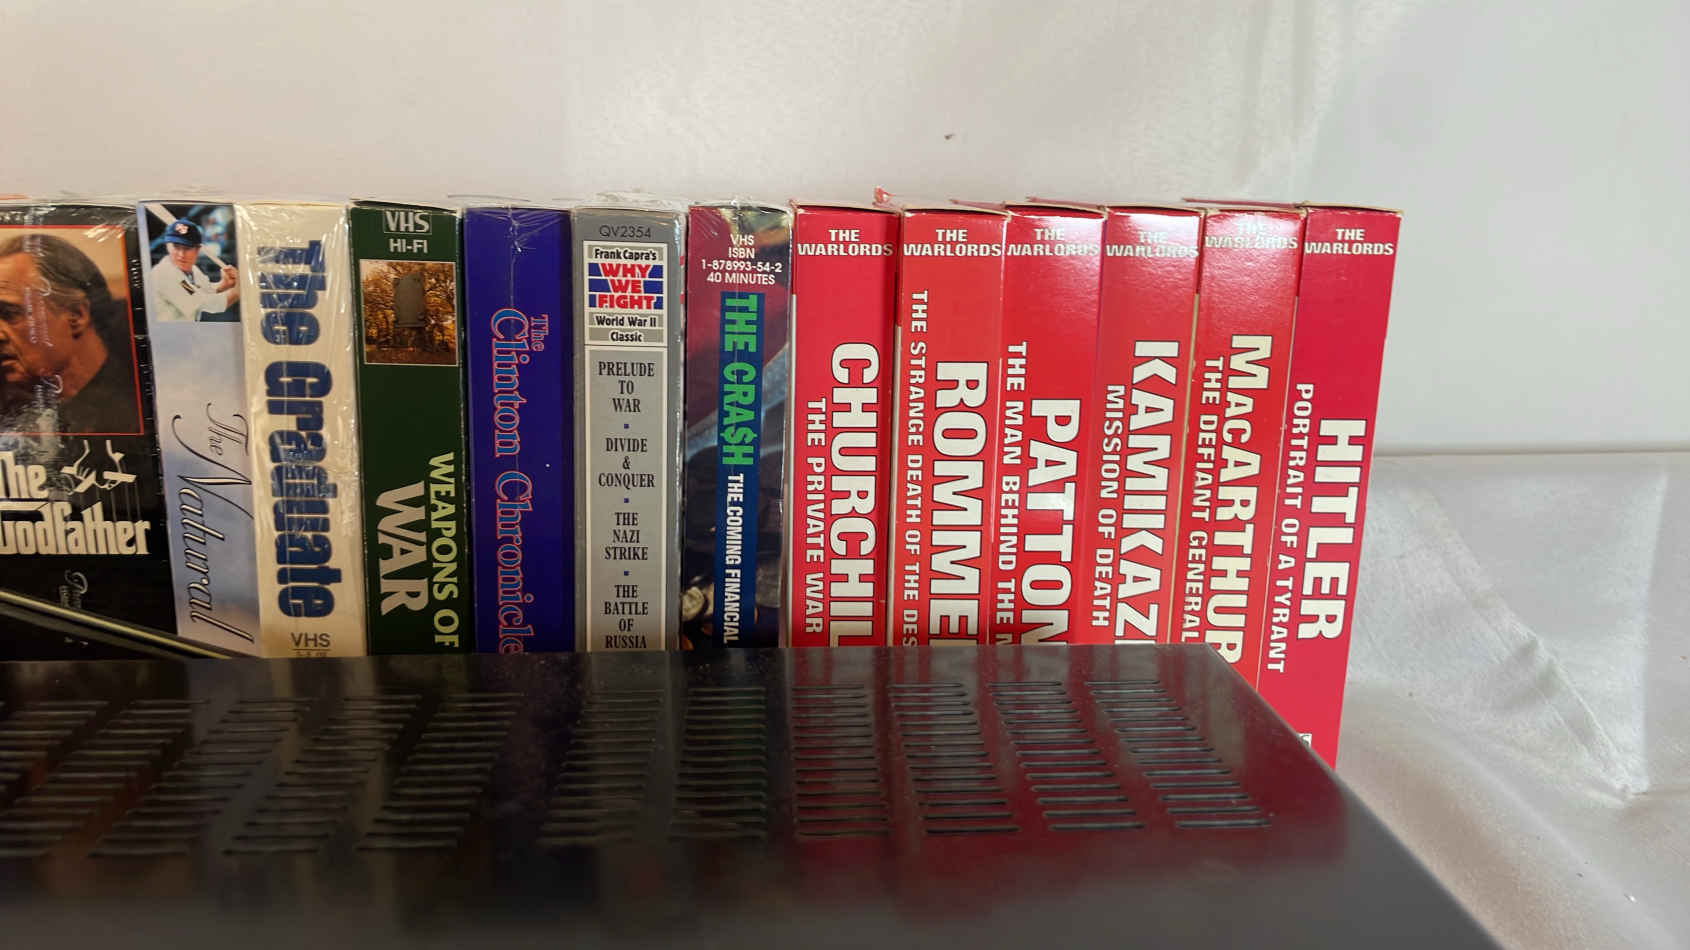 The
Godfather
The
Natural
The Graduate
VHS
VHS
HI-FI
WEAPONS OF
WAR
The
Clinton Chronicle
QV2354
Frank Capra's
WHY
WE
FIGHT
World War II
Classic
PRELUDE
TO
WAR
DIVIDE
&
CONQUER
THE
NAZI
STRIKE
THE
BATTLE
OF
RUSSIA
VHS
ISBN
1-878993-54-2
40 MINUTES
THE CRA$H THE COMING FINANCIAL
THE
WARLORDS
CHURCHIL
THE PRIVATE WAR
THE
WARLORDS
ROMME
THE STRANGE DEATH OF THE DES
THE
WARLORDS
PATTON
THE MAN BEHIND THE
THE
WARLORDS
KAMIKAZ
MISSION OF DEATH
THE
WARLORDS
MACARTHUR
THE DEFIANT GENERAL
THE
WARLORDS
HITLER
PORTRAIT OF A TYRANT